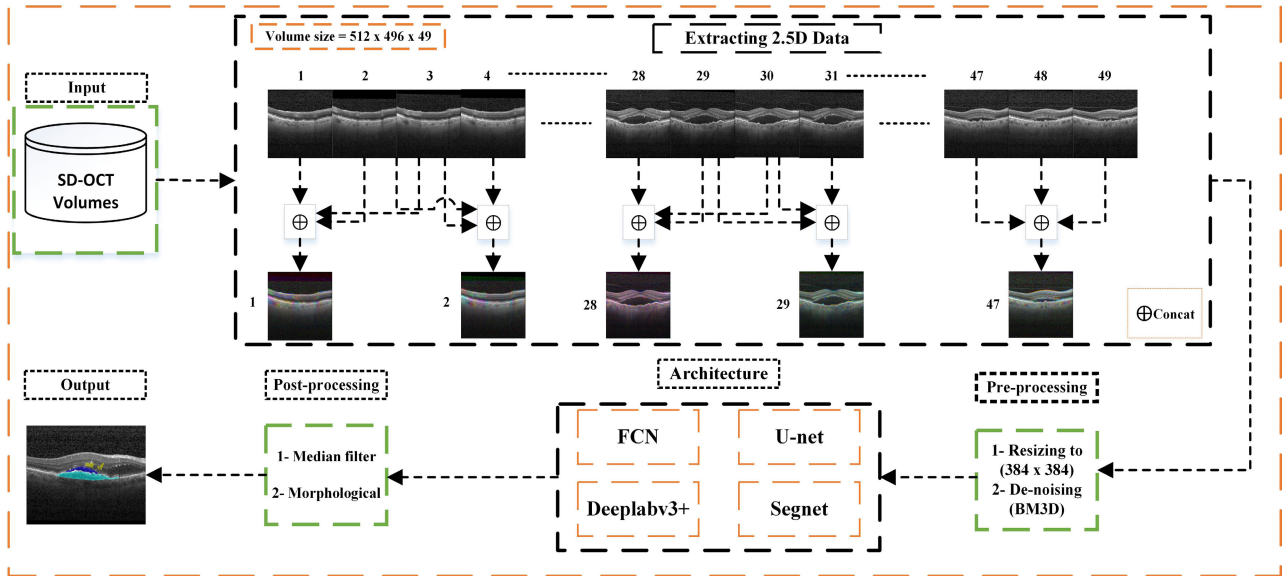 Volume size = 512 x 496 x 49
Extracting 2.5D Data
Input
SD-OCT
Volumes
1 2 3 4 28 29 30 31 47 48 49
⊕ ⊕ ⊕ ⊕ ⊕
1 2 28 29 47
⊕Concat
Output
Post-processing
Architecture
Pre-processing
1- Median filter
2- Morphological
FCN
U-net
Deeplabv3+
Segnet
1- Resizing to
(384 x 384)
2- De-noising
(BM3D)